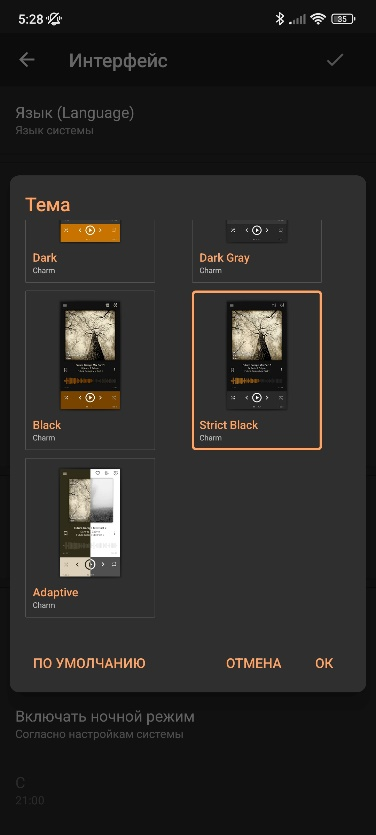 5:28
85
Интерфейс
Язык (Language)
Язык системы
Тема
Dark
Charm
Dark Gray
Charm
Black
Charm
Strict Black
Charm
Adaptive
Charm
ПО УМОЛЧАНИЮ
ОТМЕНА
ОК
Включать ночной режим
Согласно настройкам системы
С
21:00